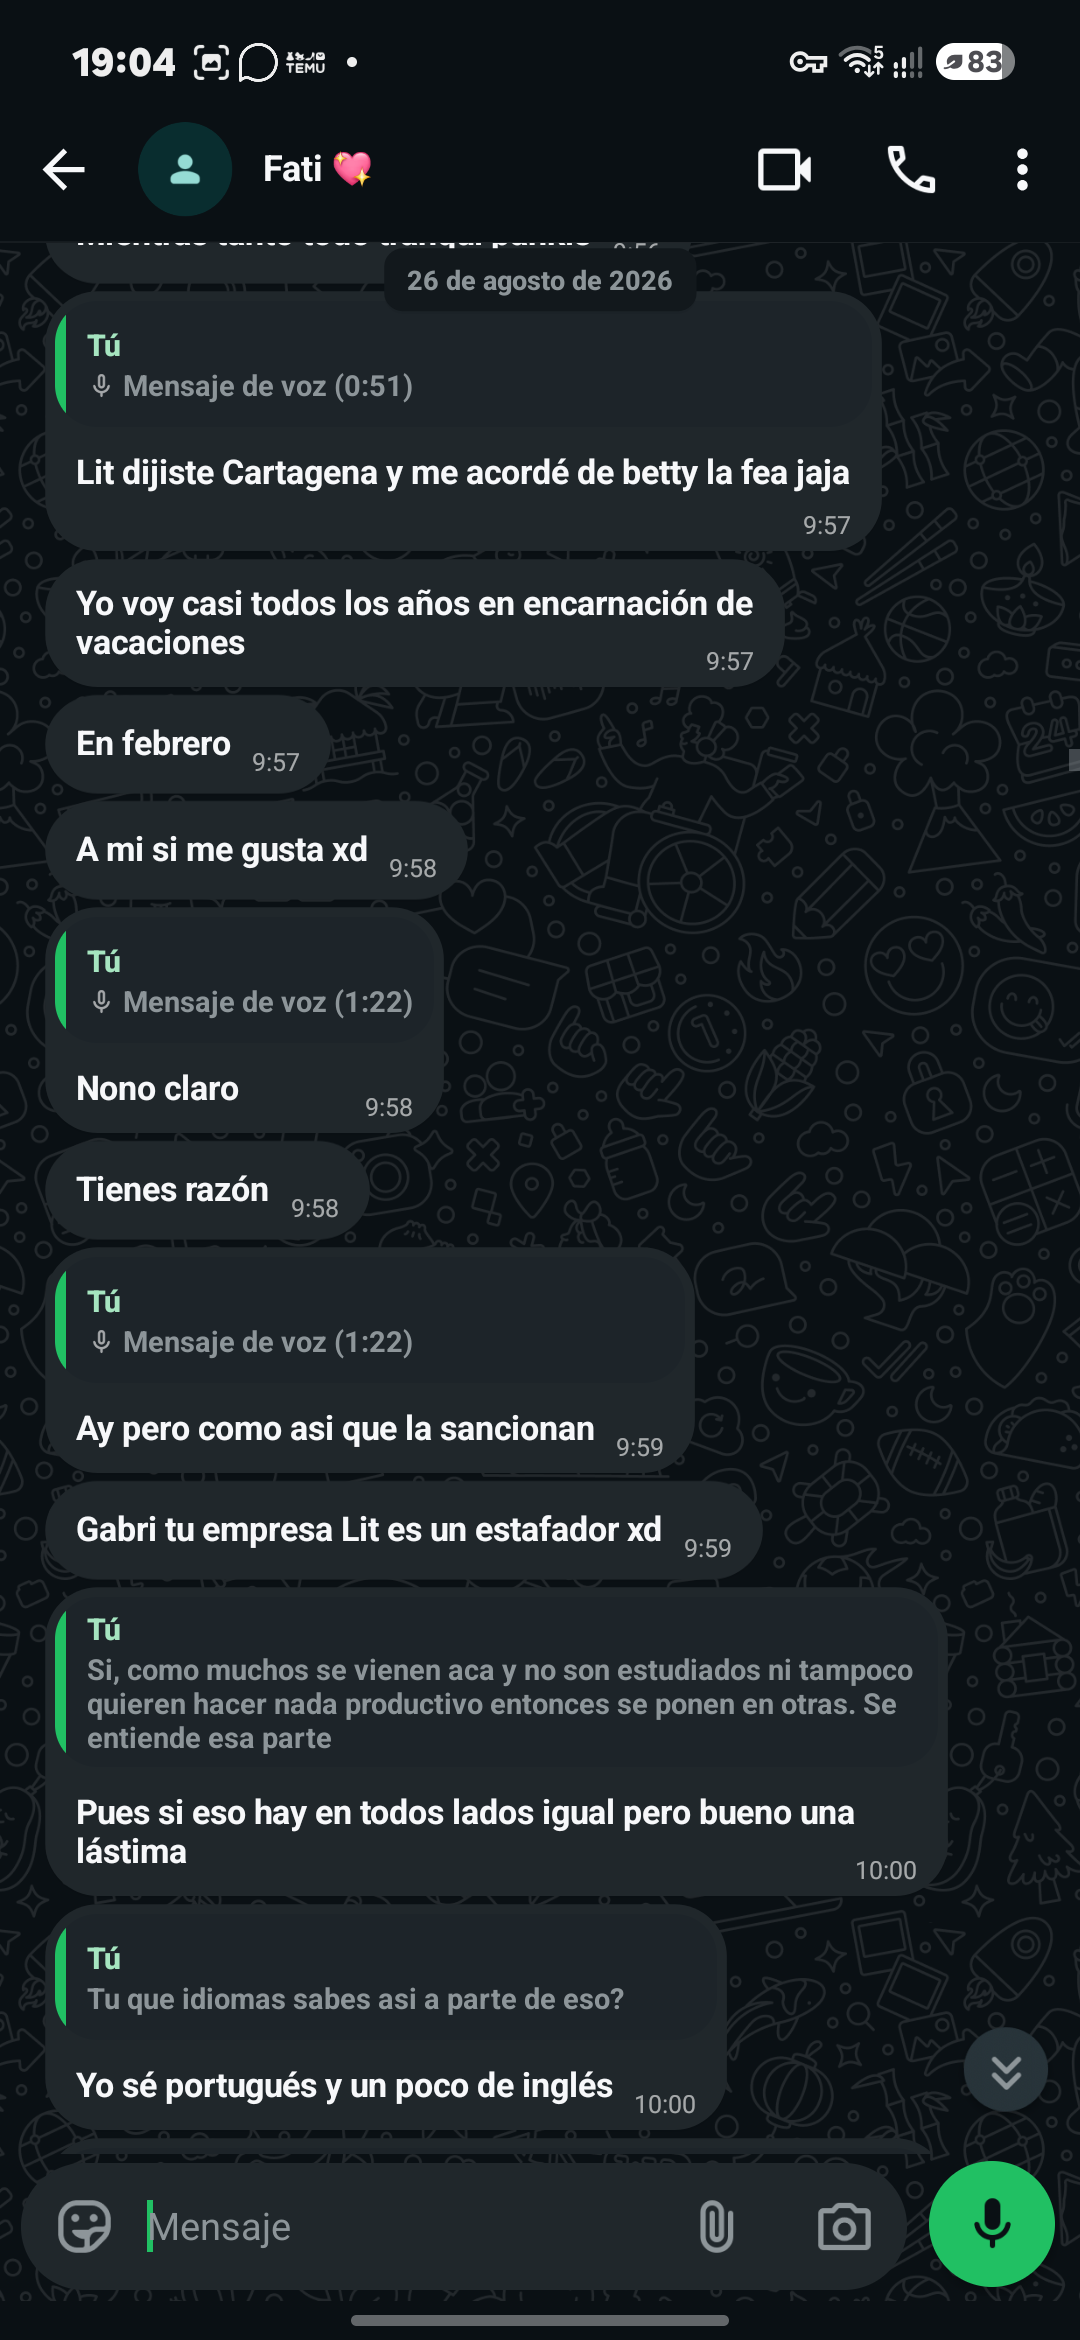 19:04
TEMU
5
83
Fati
9:56
26 de agosto de 2026
Tú
Mensaje de voz (0:51)
Lit dijiste Cartagena y me acordé de betty la fea jaja
9:57
Yo voy casi todos los años en encarnación de
vacaciones
9:57
En febrero 9:57
A mi si me gusta xd 9:58
Tú
Mensaje de voz (1:22)
Nono claro 9:58
Tienes razón 9:58
Tú
Mensaje de voz (1:22)
Ay pero como asi que la sancionan 9:59
Gabri tu empresa Lit es un estafador xd 9:59
Tú
Si, como muchos se vienen aca y no son estudiados ni tampoco
quieren hacer nada productivo entonces se ponen en otras. Se
entiende esa parte
Pues si eso hay en todos lados igual pero bueno una
lástima
10:00
Tú
Tu que idiomas sabes asi a parte de eso?
Yo sé portugués y un poco de inglés 10:00
Mensaje